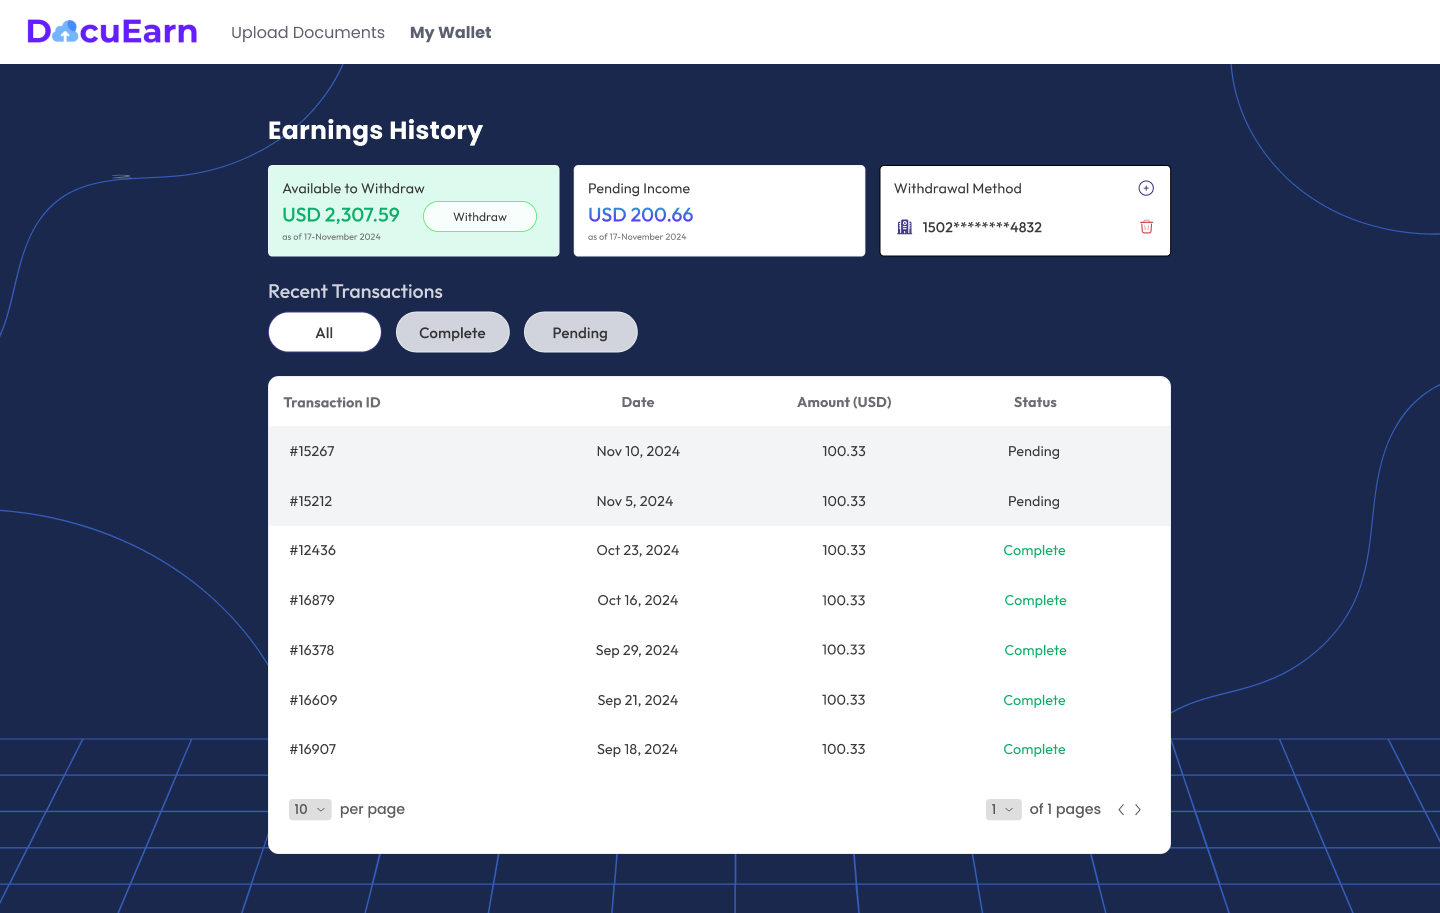 DocuEarn Upload Documents My Wallet
Earnings History
Available to Withdraw
USD 2,307.59 Withdraw
as of 17-November 2024
Pending Income
USD 200.66
as of 17-November 2024
Withdrawal Method
1502********4832
Recent Transactions
All Complete Pending
Transaction ID Date Amount (USD) Status
#15267 Nov 10, 2024 100.33 Pending
#15212 Nov 5, 2024 100.33 Pending
#12436 Oct 23, 2024 100.33 Complete
#16879 Oct 16, 2024 100.33 Complete
#16378 Sep 29, 2024 100.33 Complete
#16609 Sep 21, 2024 100.33 Complete
#16907 Sep 18, 2024 100.33 Complete
10 per page 1 of 1 pages